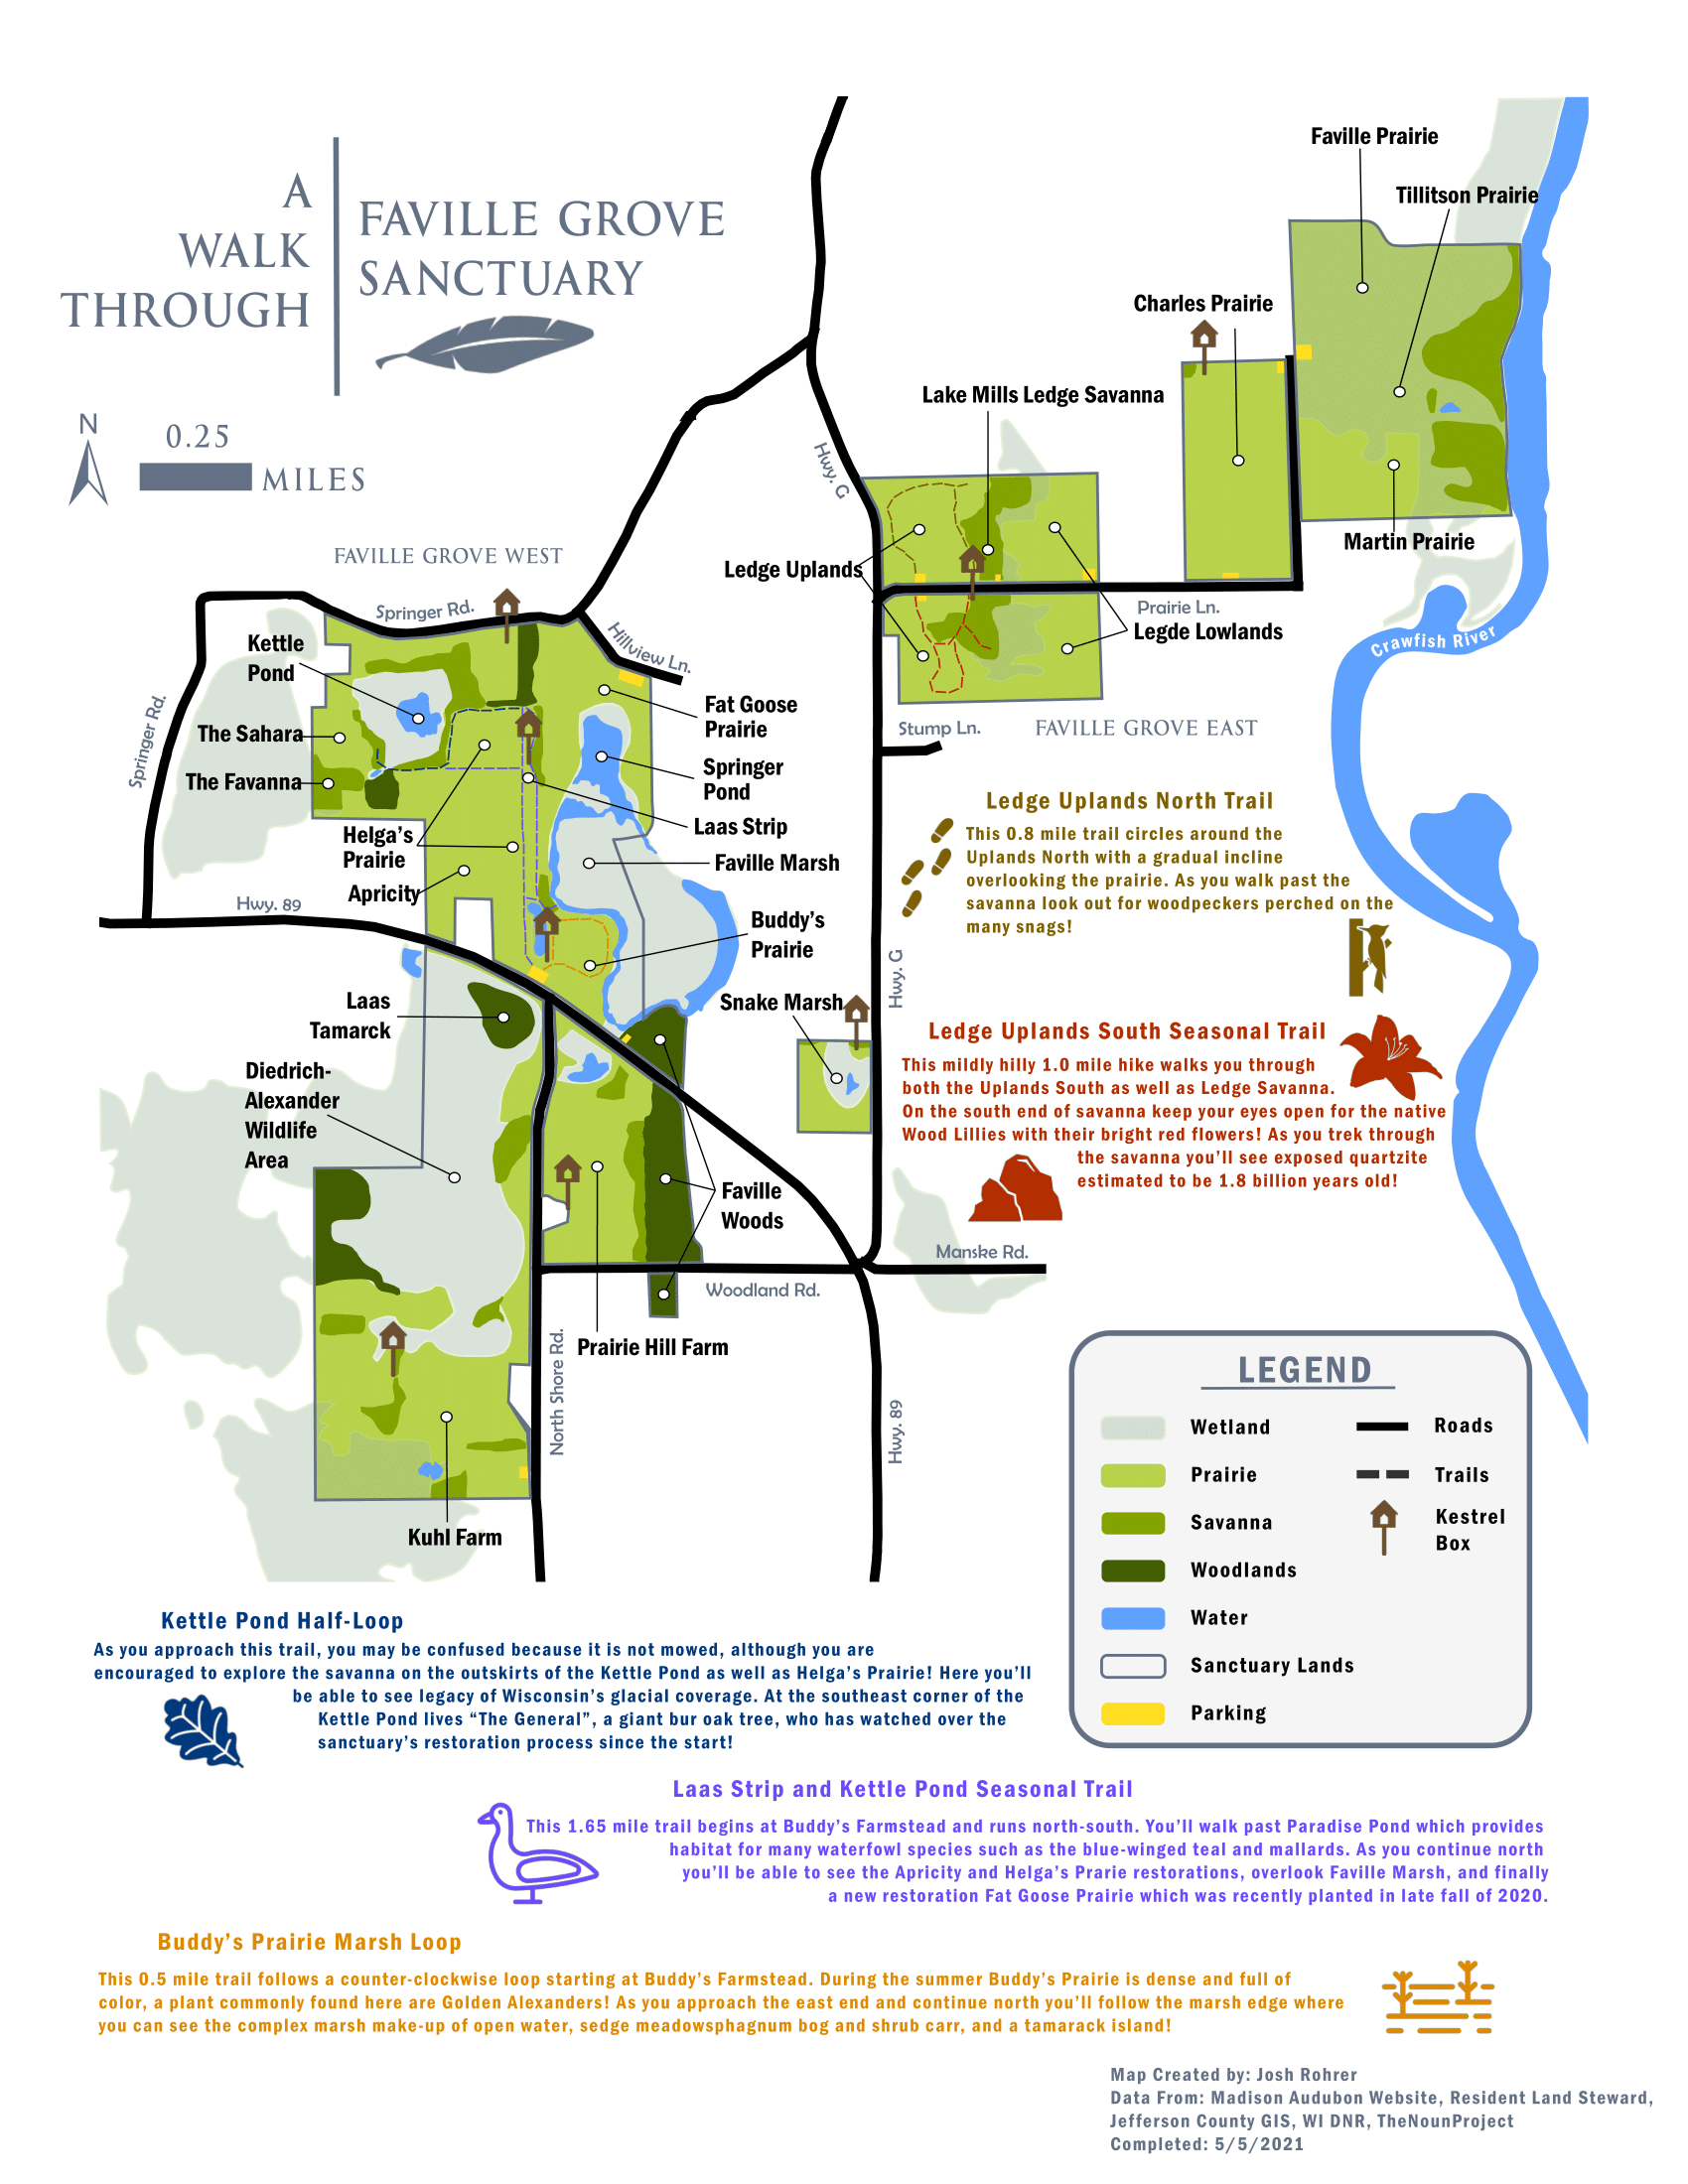 A
WALK
THROUGH
FAVILLE GROVE
SANCTUARY
N
0.25
MILES
Faville Prairie
Tillitson Prairie
Charles Prairie
Lake Mills Ledge Savanna
Hwy. G
Martin Prairie
Ledge Uplands
Prairie Ln.
Legde Lowlands
Crawfish River
FAVILLE GROVE WEST
Springer Rd.
Hillview Ln.
Kettle
Pond
Springer Rd.
The Sahara
The Favanna
Fat Goose
Prairie
Springer
Pond
Stump Ln.
FAVILLE GROVE EAST
Laas Strip
Helga's
Prairie
Faville Marsh
Apricity
Hwy. 89
Buddy's
Prairie
Hwy. G
Snake Marsh
Laas
Tamarck
Diedrich-
Alexander
Wildlife
Area
Faville
Woods
Manske Rd.
Woodland Rd.
Prairie Hill Farm
North Shore Rd.
Hwy. 89
Kuhl Farm
Ledge Uplands North Trail
This 0.8 mile trail circles around the
Uplands North with a gradual incline
overlooking the prairie. As you walk past the
savanna look out for woodpeckers perched on the
many snags!
Ledge Uplands South Seasonal Trail
This mildly hilly 1.0 mile hike walks you through
both the Uplands South as well as Ledge Savanna.
On the south end of savanna keep your eyes open for the native
Wood Lillies with their bright red flowers! As you trek through
the savanna you'll see exposed quartzite
estimated to be 1.8 billion years old!
LEGEND
Wetland
Prairie
Savanna
Woodlands
Water
Sanctuary Lands
Parking
Roads
Trails
Kestrel
Box
Kettle Pond Half-Loop
As you approach this trail, you may be confused because it is not mowed, although you are
encouraged to explore the savanna on the outskirts of the Kettle Pond as well as Helga's Prairie! Here you'll
be able to see legacy of Wisconsin's glacial coverage. At the southeast corner of the
Kettle Pond lives "The General", a giant bur oak tree, who has watched over the
sanctuary's restoration process since the start!
Laas Strip and Kettle Pond Seasonal Trail
This 1.65 mile trail begins at Buddy's Farmstead and runs north-south. You'll walk past Paradise Pond which provides
habitat for many waterfowl species such as the blue-winged teal and mallards. As you continue north
you'll be able to see the Apricity and Helga's Prarie restorations, overlook Faville Marsh, and finally
a new restoration Fat Goose Prairie which was recently planted in late fall of 2020.
Buddy's Prairie Marsh Loop
This 0.5 mile trail follows a counter-clockwise loop starting at Buddy's Farmstead. During the summer Buddy's Prairie is dense and full of
color, a plant commonly found here are Golden Alexanders! As you approach the east end and continue north you'll follow the marsh edge where
you can see the complex marsh make-up of open water, sedge meadowsphagnum bog and shrub carr, and a tamarack island!
Map Created by: Josh Rohrer
Data From: Madison Audubon Website, Resident Land Steward,
Jefferson County GIS, WI DNR, TheNounProject
Completed: 5/5/2021